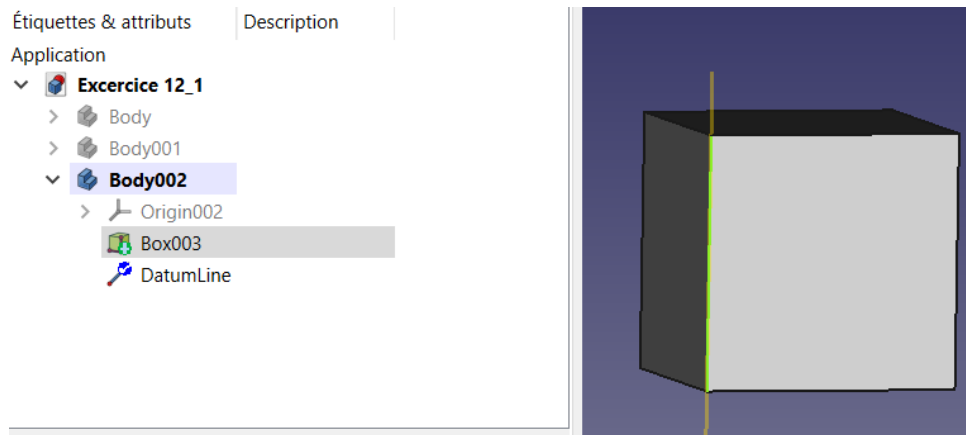 Étiquettes & attributs Description
Application
Excercice 12_1
Body
Body001
Body002
Origin002
Box003
DatumLine